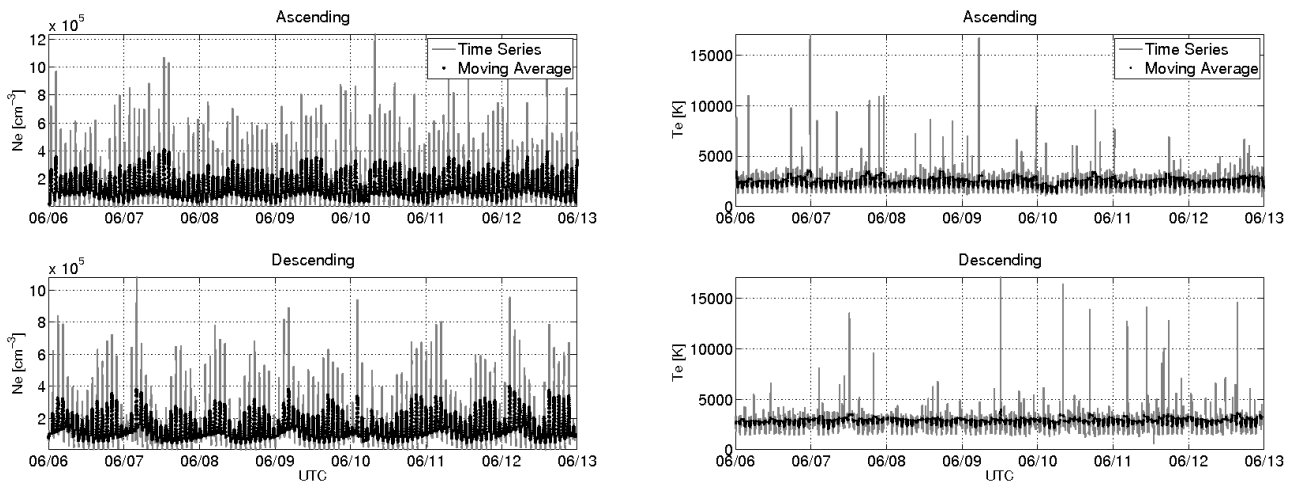 Ascending
x 10^5
12
10
8
6
4
2
Ne [cm^-3]
Time Series
Moving Average
06/06 06/07 06/08 06/09 06/10 06/11 06/12 06/13
Ascending
15000
10000
5000
0
Te [K]
Time Series
Moving Average
06/06 06/07 06/08 06/09 06/10 06/11 06/12 06/13
Descending
x 10^5
10
8
6
4
2
Ne [cm^-3]
06/06 06/07 06/08 06/09 06/10 06/11 06/12 06/13
UTC
Descending
15000
10000
5000
0
Te [K]
06/06 06/07 06/08 06/09 06/10 06/11 06/12 06/13
UTC